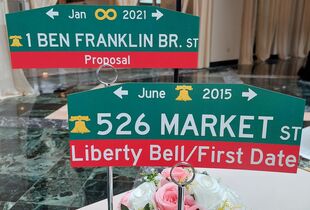 Jan 2021
1 BEN FRANKLIN BR. ST
Proposal
June 2015
526 MARKET ST
Liberty Bell/First Date